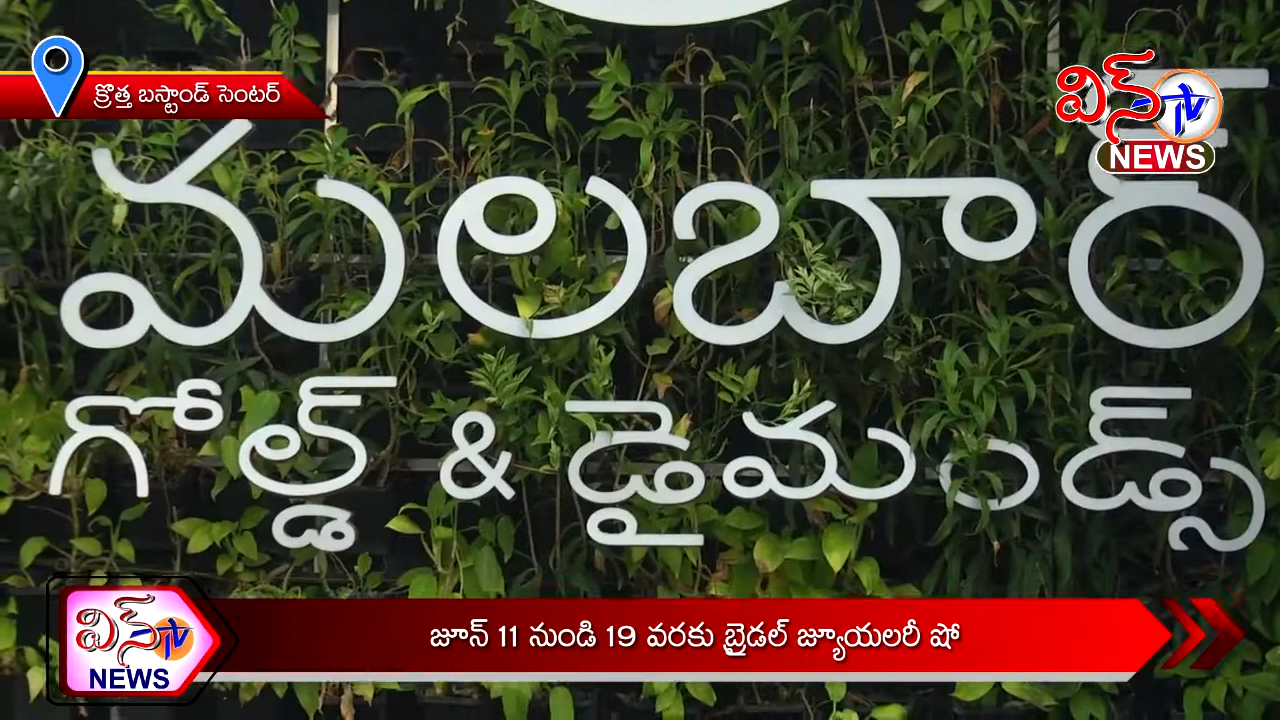 క్రొత్త బస్టాండ్ సెంటర్
విన్ TV
NEWS
మలబార్
గోల్డ్ & డైమండ్స్
విన్ TV
NEWS
జూన్ 11 నుండి 19 వరకు బ్రైడల్ జ్యూయలరీ షో